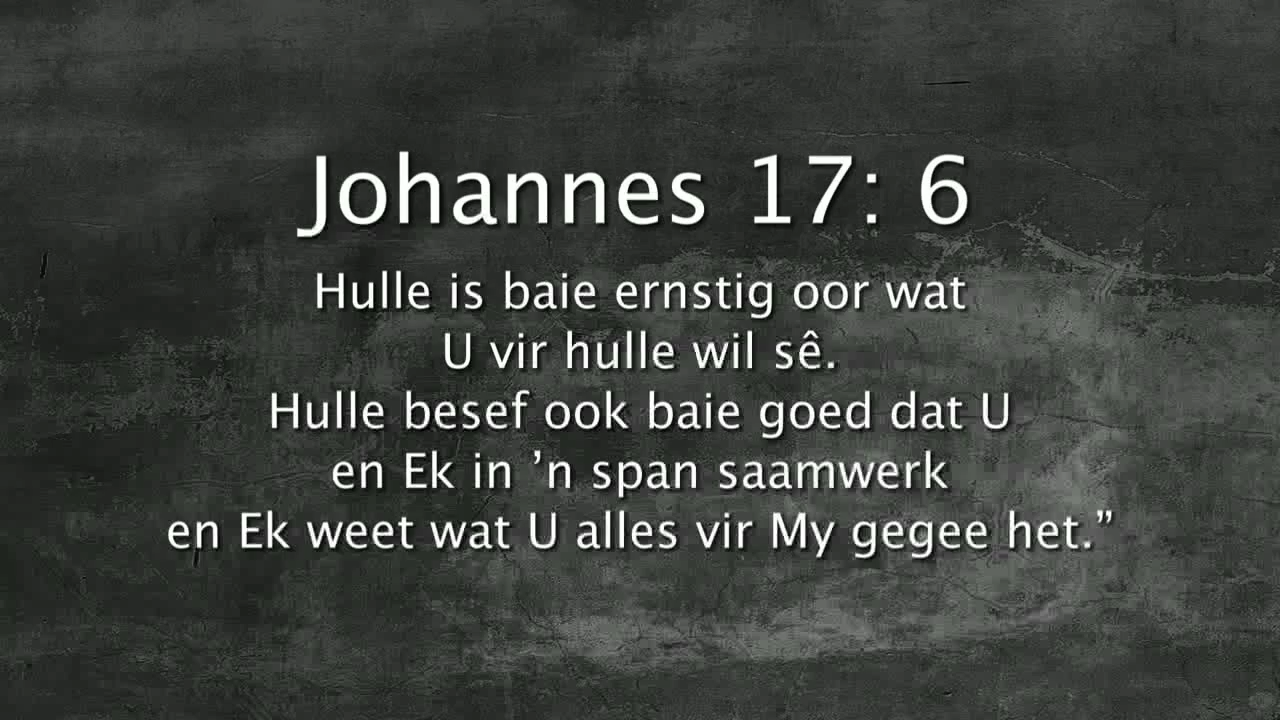 Johannes 17: 6
Hulle is baie ernstig oor wat
U vir hulle wil sê.
Hulle besef ook baie goed dat U
en Ek in ’n span saamwerk
en Ek weet wat U alles vir My gegee het.”